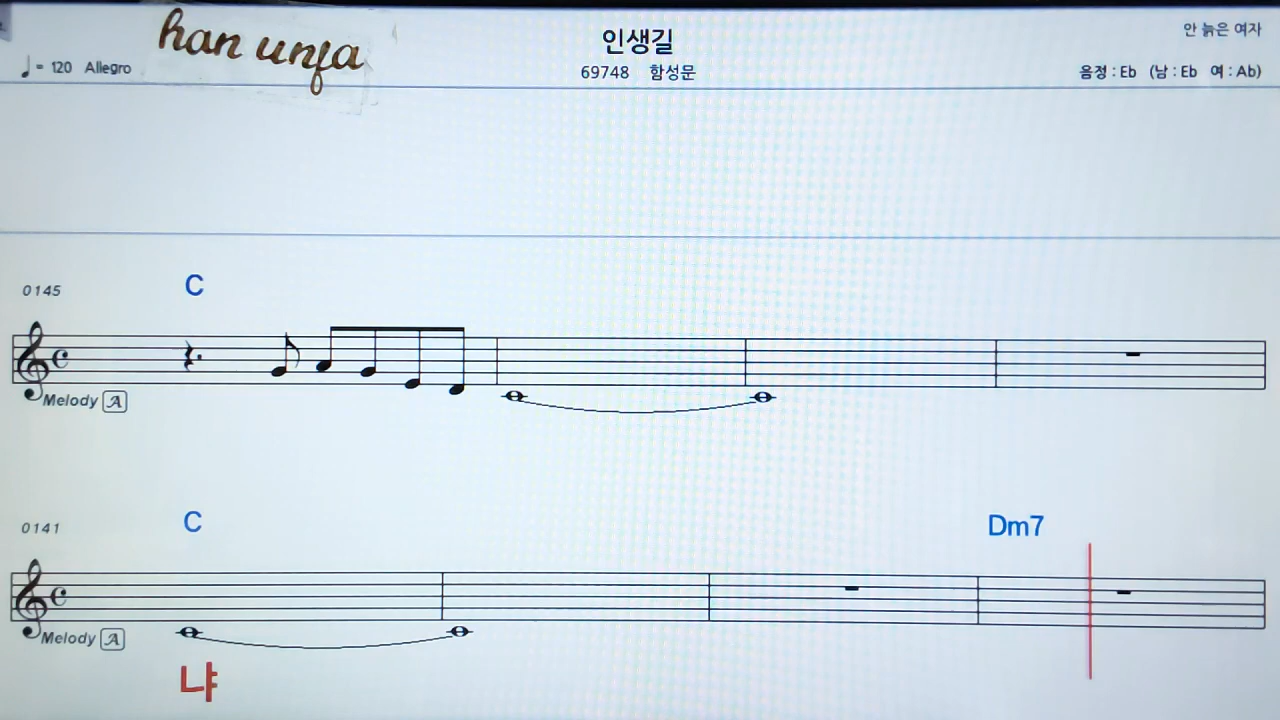 han unja
인생길
안 늙은 여자
♩ = 120 Allegro
69748 함성문
음정 : Eb (남 : Eb 여 : Ab)
0145
C
Melody A
0141
C
Dm7
Melody A
냐